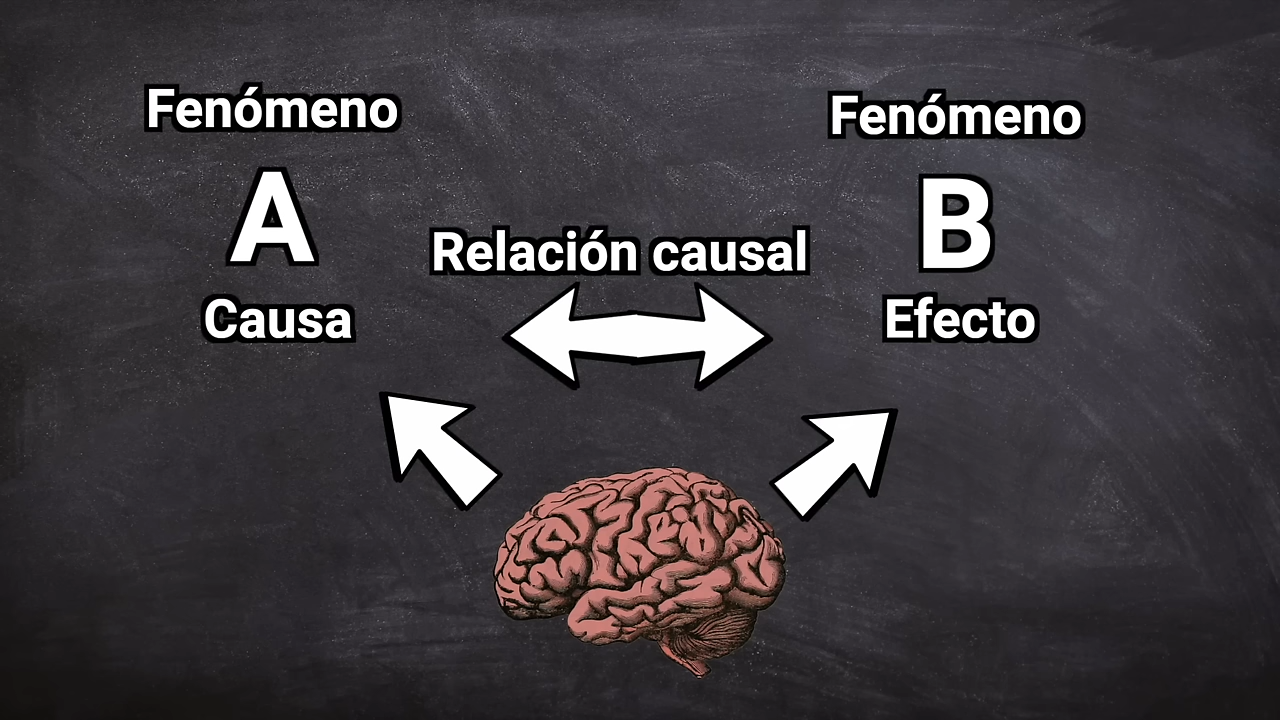 Fenómeno
A
Causa
Relación causal
Fenómeno
B
Efecto